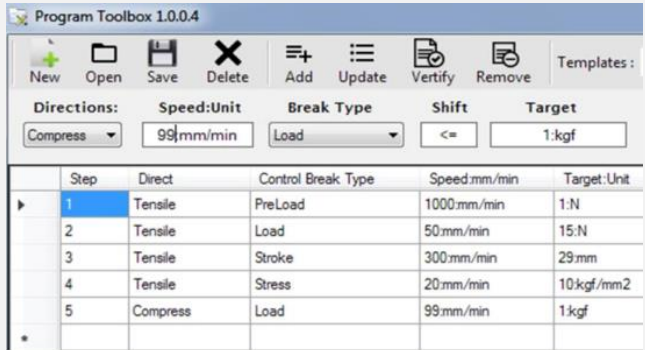 Program Toolbox 1.0.0.4
New Open Save Delete Add Update Vertify Remove Templates :
Directions: Speed:Unit Break Type Shift Target
Compress 99:mm/min Load <= 1:kgf
Step Direct Control Break Type Speed:mm/min Target:Unit
1 Tensile PreLoad 1000:mm/min 1:N
2 Tensile Load 50:mm/min 15:N
3 Tensile Stroke 300:mm/min 29:mm
4 Tensile Stress 20:mm/min 10:kgf/mm2
5 Compress Load 99:mm/min 1:kgf